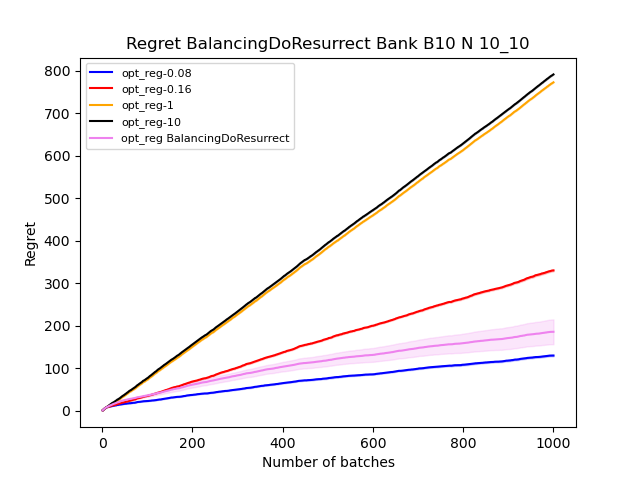 Regret BalancingDoResurrect Bank B10 N 10_10
opt_reg-0.08
opt_reg-0.16
opt_reg-1
opt_reg-10
opt_reg BalancingDoResurrect
800
700
600
500
400
300
200
100
0
Regret
0 200 400 600 800 1000
Number of batches